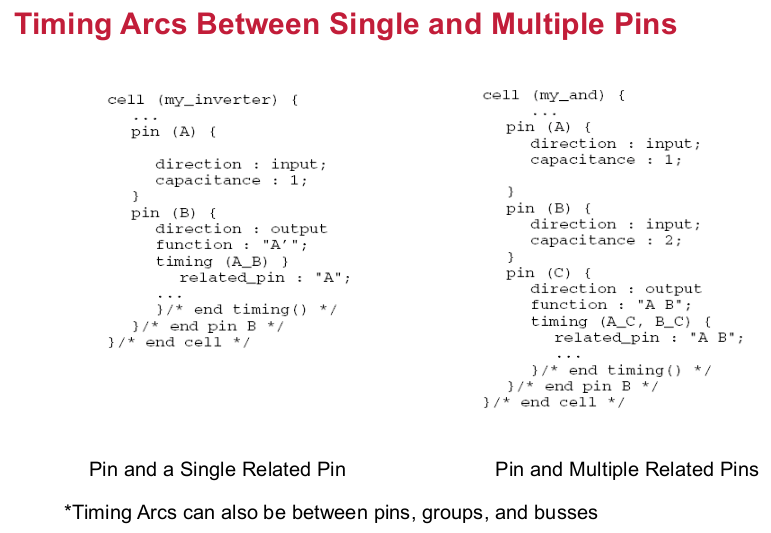 Timing Arcs Between Single and Multiple Pins
cell (my_inverter) {
...
pin (A) {
direction : input;
capacitance : 1;
}
pin (B) {
direction : output
function : "A’";
timing (A_B) }
related_pin : "A";
...
}/* end timing() */
}/* end pin B */
}/* end cell */
cell (my_and) {
...
pin (A) {
direction : input;
capacitance : 1;
}
pin (B) {
direction : input;
capacitance : 2;
}
pin (C) {
direction : output
function : "A B";
timing (A_C, B_C) {
related_pin : "A B";
...
}/* end timing() */
}/* end pin B */
}/* end cell */
Pin and a Single Related Pin
Pin and Multiple Related Pins
*Timing Arcs can also be between pins, groups, and busses